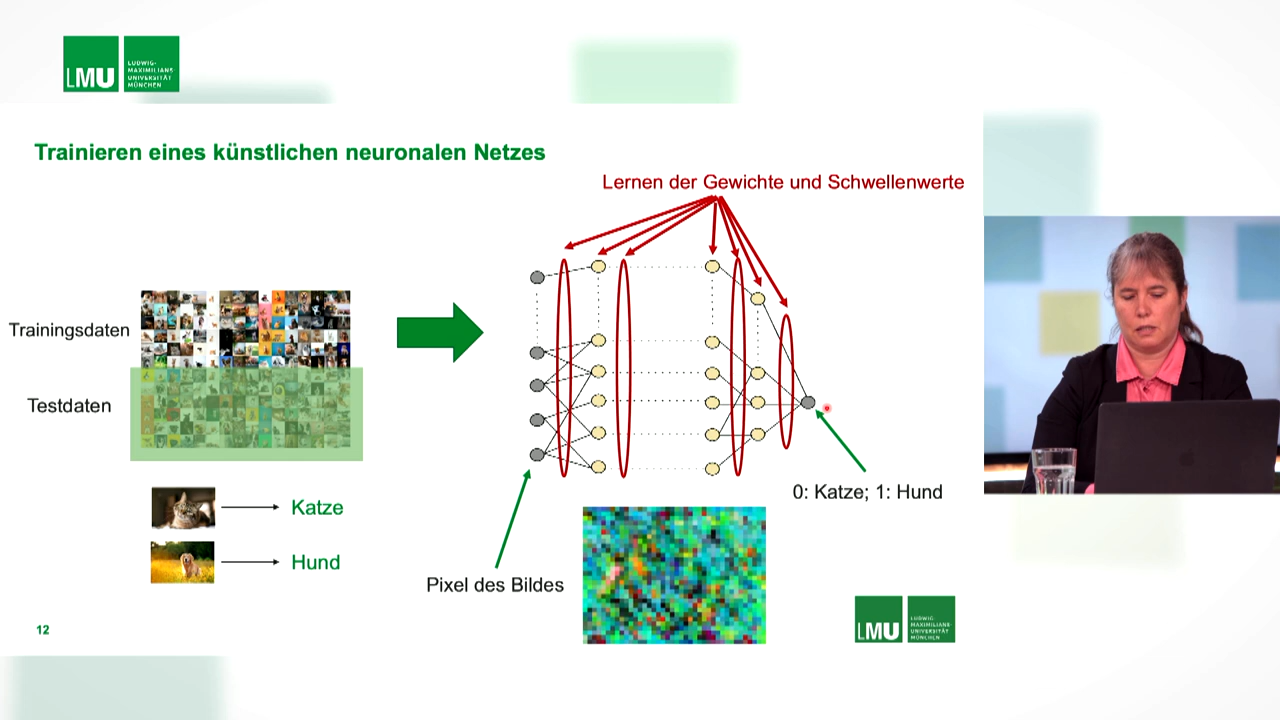 LMU
LUDWIG-
MAXIMILIANS-
UNIVERSITÄT
MÜNCHEN
Trainieren eines künstlichen neuronalen Netzes
Lernen der Gewichte und Schwellenwerte
Trainingsdaten
Testdaten
0: Katze; 1: Hund
Katze
Hund
Pixel des Bildes
12
LMU
LUDWIG-
MAXIMILIANS-
UNIVERSITÄT
MÜNCHEN